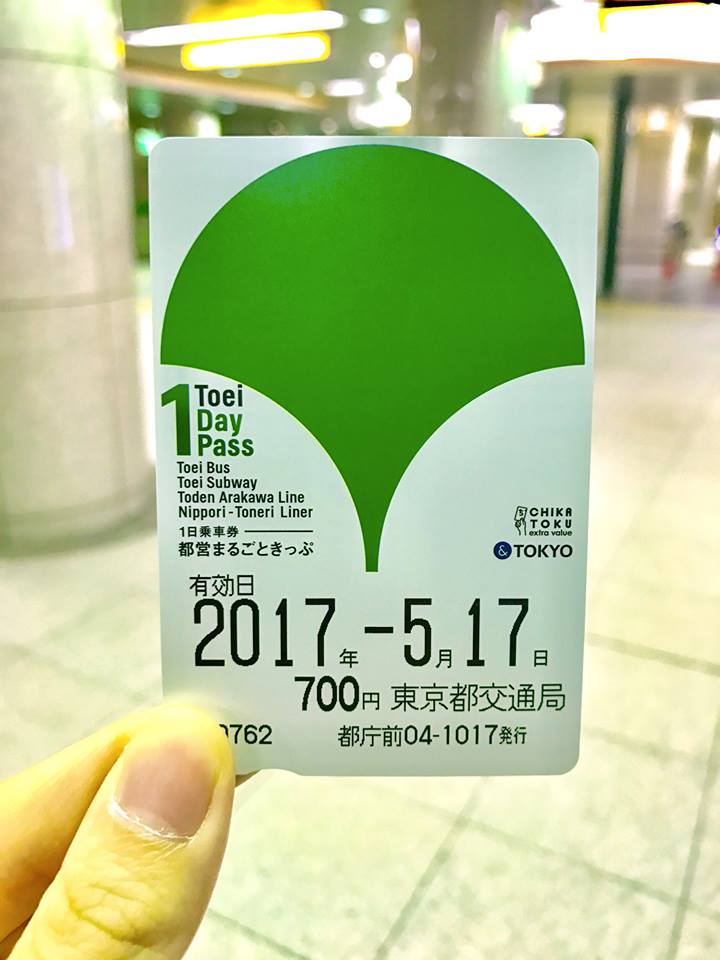 1 Toei
Day
Pass
Toei Bus
Toei Subway
Toden Arakawa Line
Nippori-Toneri Liner
1日乗車券
都営まるごときっぷ
CHIKA
TOKU
extra value
& TOKYO
有効日
2017年-5月17日
700円 東京都交通局
0762 都庁前04-1017発行